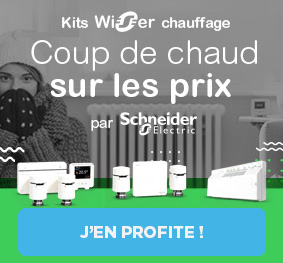 Kits Wiser chauffage
Coup de chaud
sur les prix
par Schneider
Electric
J'EN PROFITE !